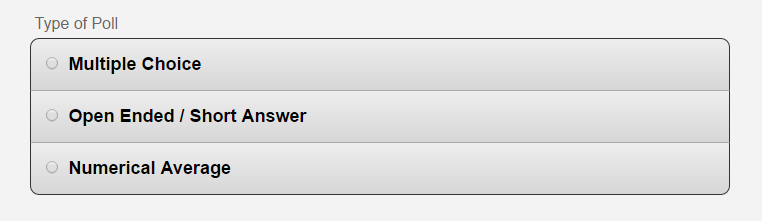 Type of Poll
Multiple Choice
Open Ended / Short Answer
Numerical Average